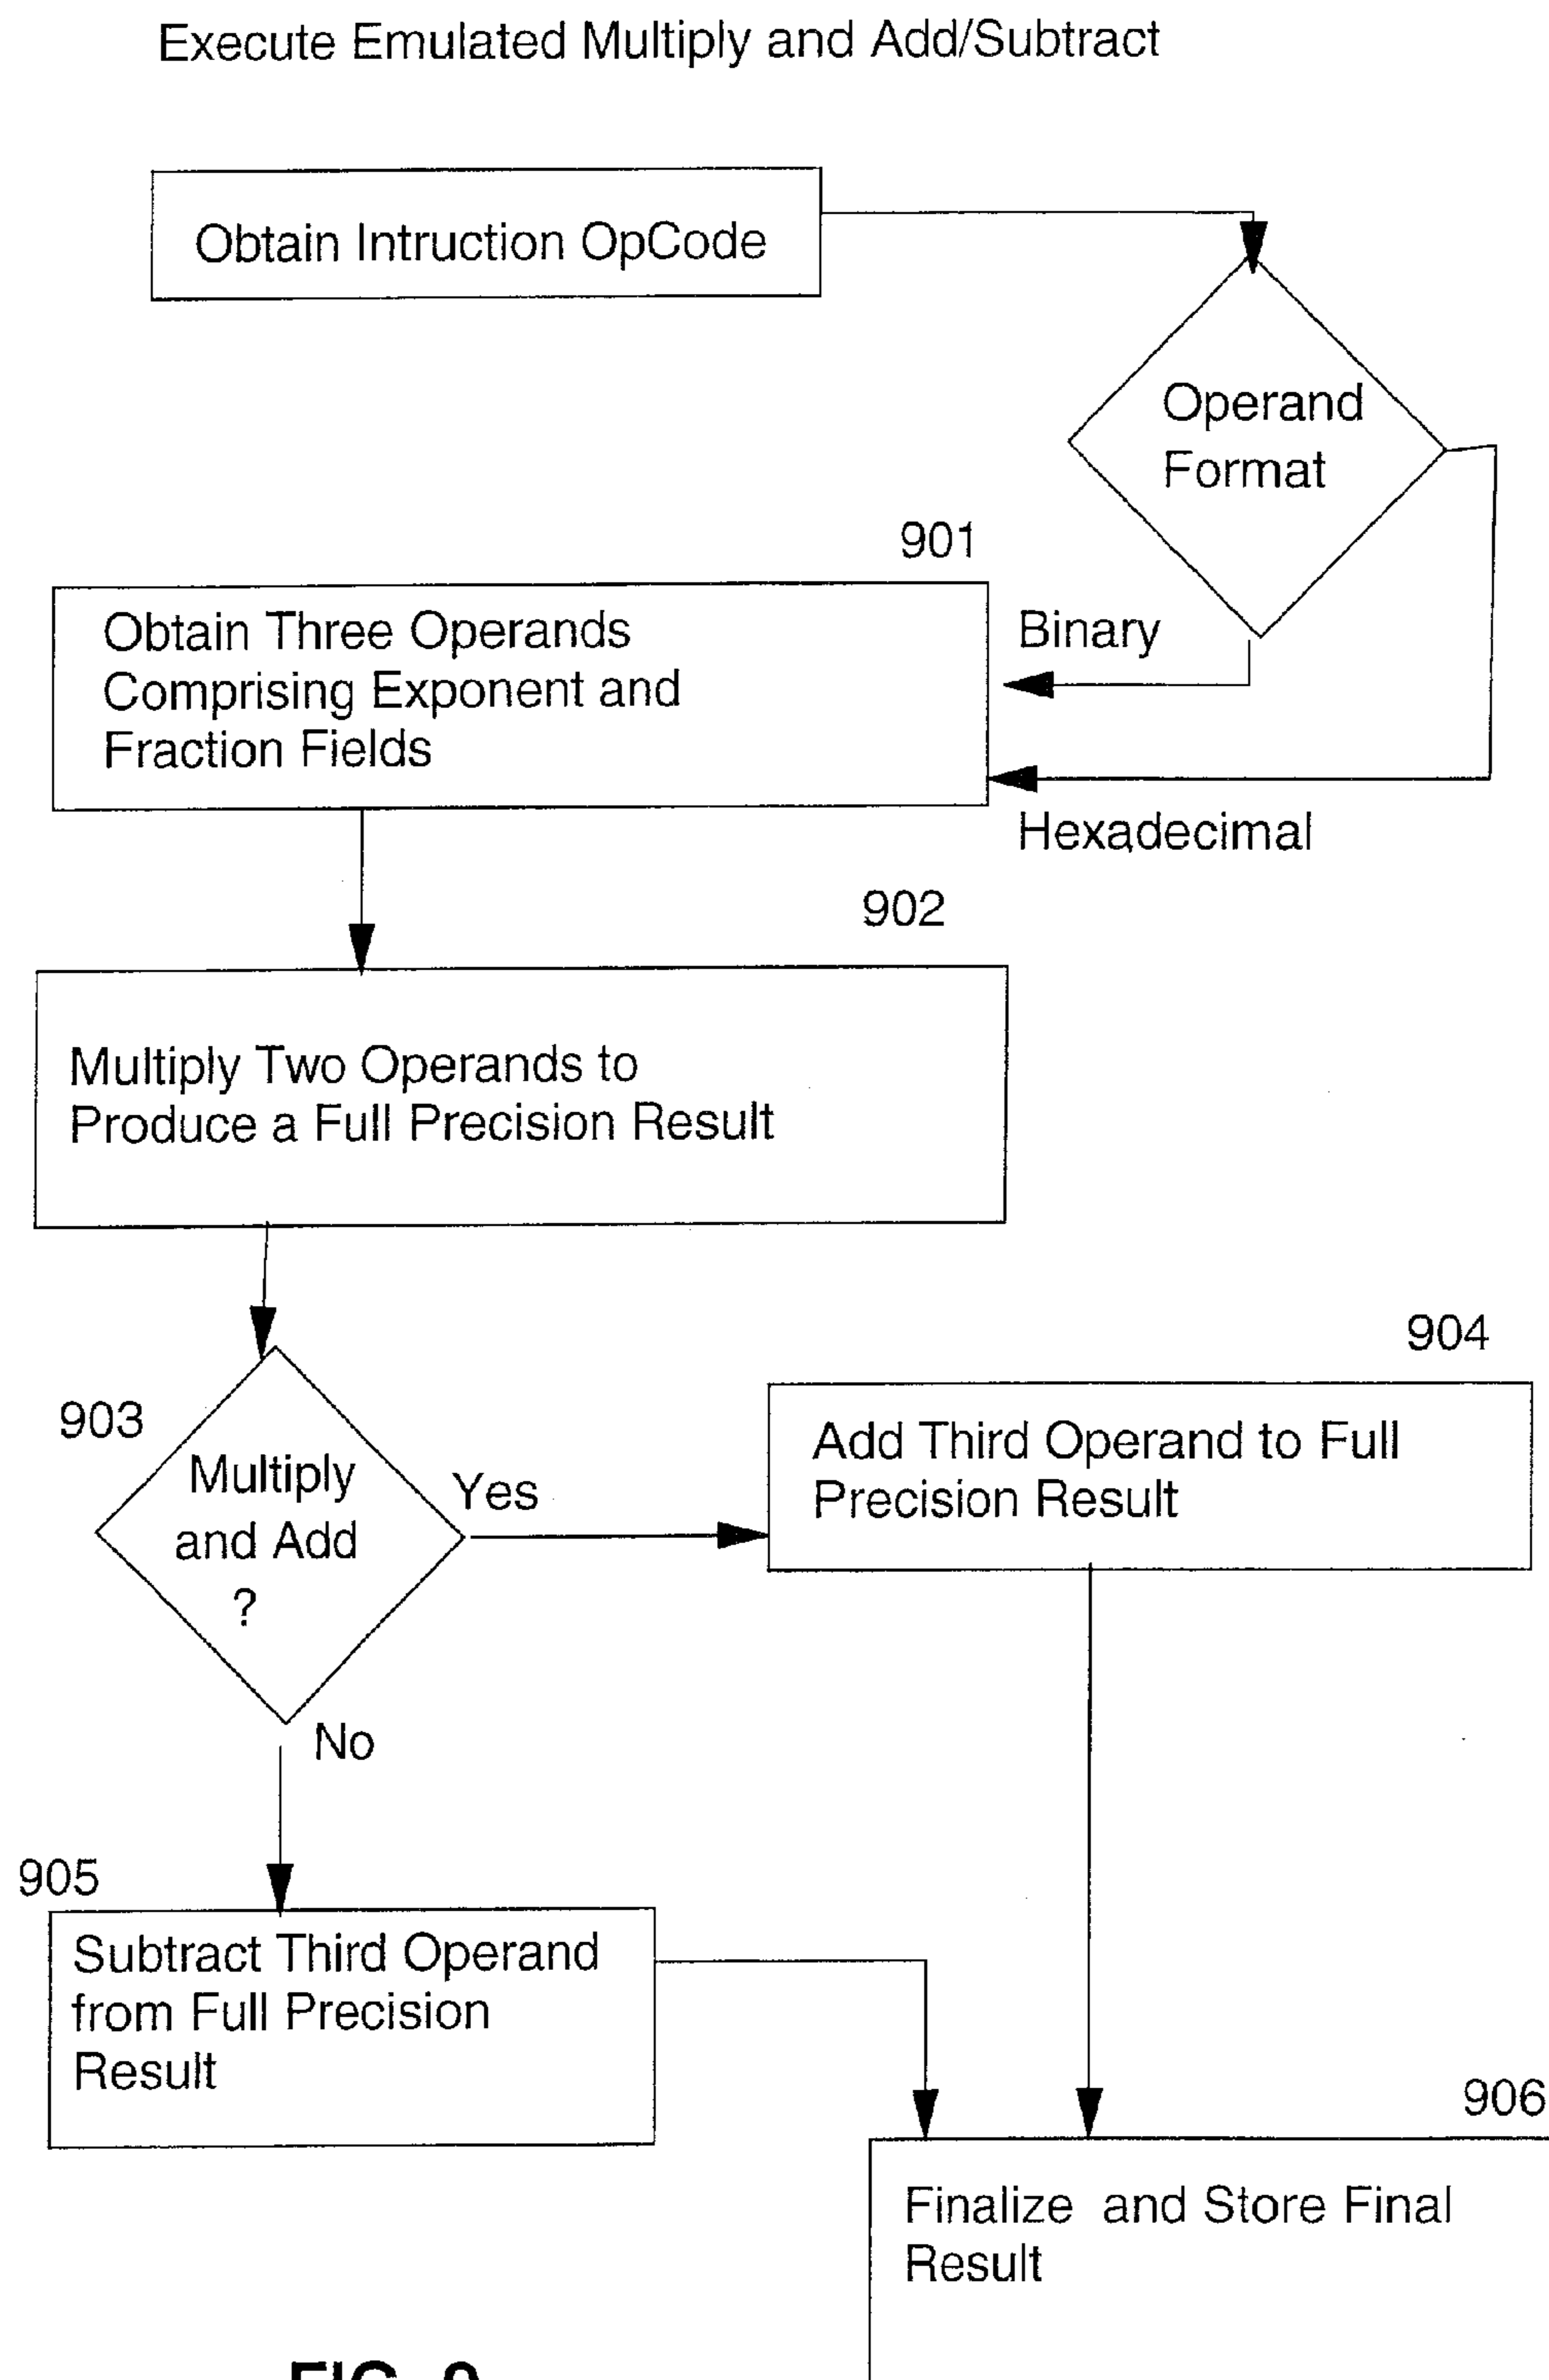 Execute Emulated Multiply and Add/Subtract
Obtain Intruction OpCode
Operand
Format
901
Obtain Three Operands
Comprising Exponent and
Fraction Fields
Binary
Hexadecimal
902
Multiply Two Operands to
Produce a Full Precision Result
903
Multiply
and Add
?
Yes
904
Add Third Operand to Full
Precision Result
No
905
Subtract Third Operand
from Full Precision
Result
906
Finalize and Store Final
Result
FIG.